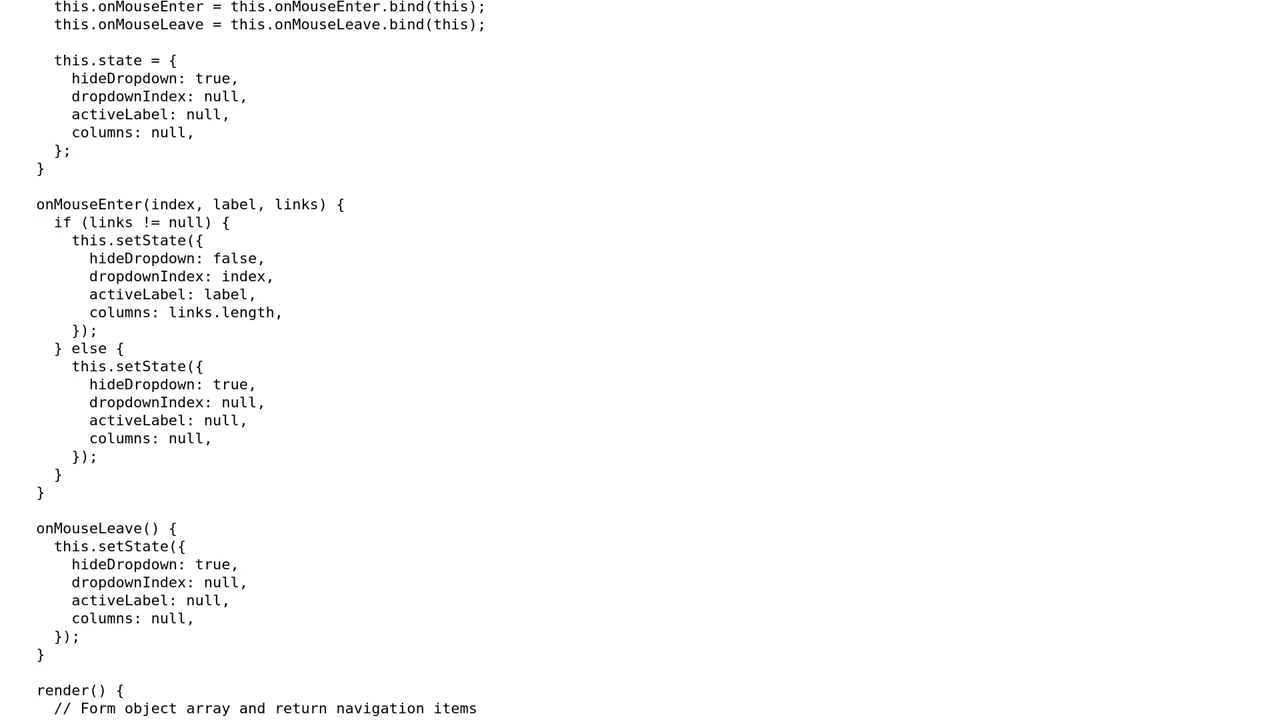 this.onMouseEnter = this.onMouseEnter.bind(this);
    this.onMouseLeave = this.onMouseLeave.bind(this);

    this.state = {
      hideDropdown: true,
      dropdownIndex: null,
      activeLabel: null,
      columns: null,
    };
  }

  onMouseEnter(index, label, links) {
    if (links != null) {
      this.setState({
        hideDropdown: false,
        dropdownIndex: index,
        activeLabel: label,
        columns: links.length,
      });
    } else {
      this.setState({
        hideDropdown: true,
        dropdownIndex: null,
        activeLabel: null,
        columns: null,
      });
    }
  }

  onMouseLeave() {
    this.setState({
      hideDropdown: true,
      dropdownIndex: null,
      activeLabel: null,
      columns: null,
    });
  }

  render() {
    // Form object array and return navigation items